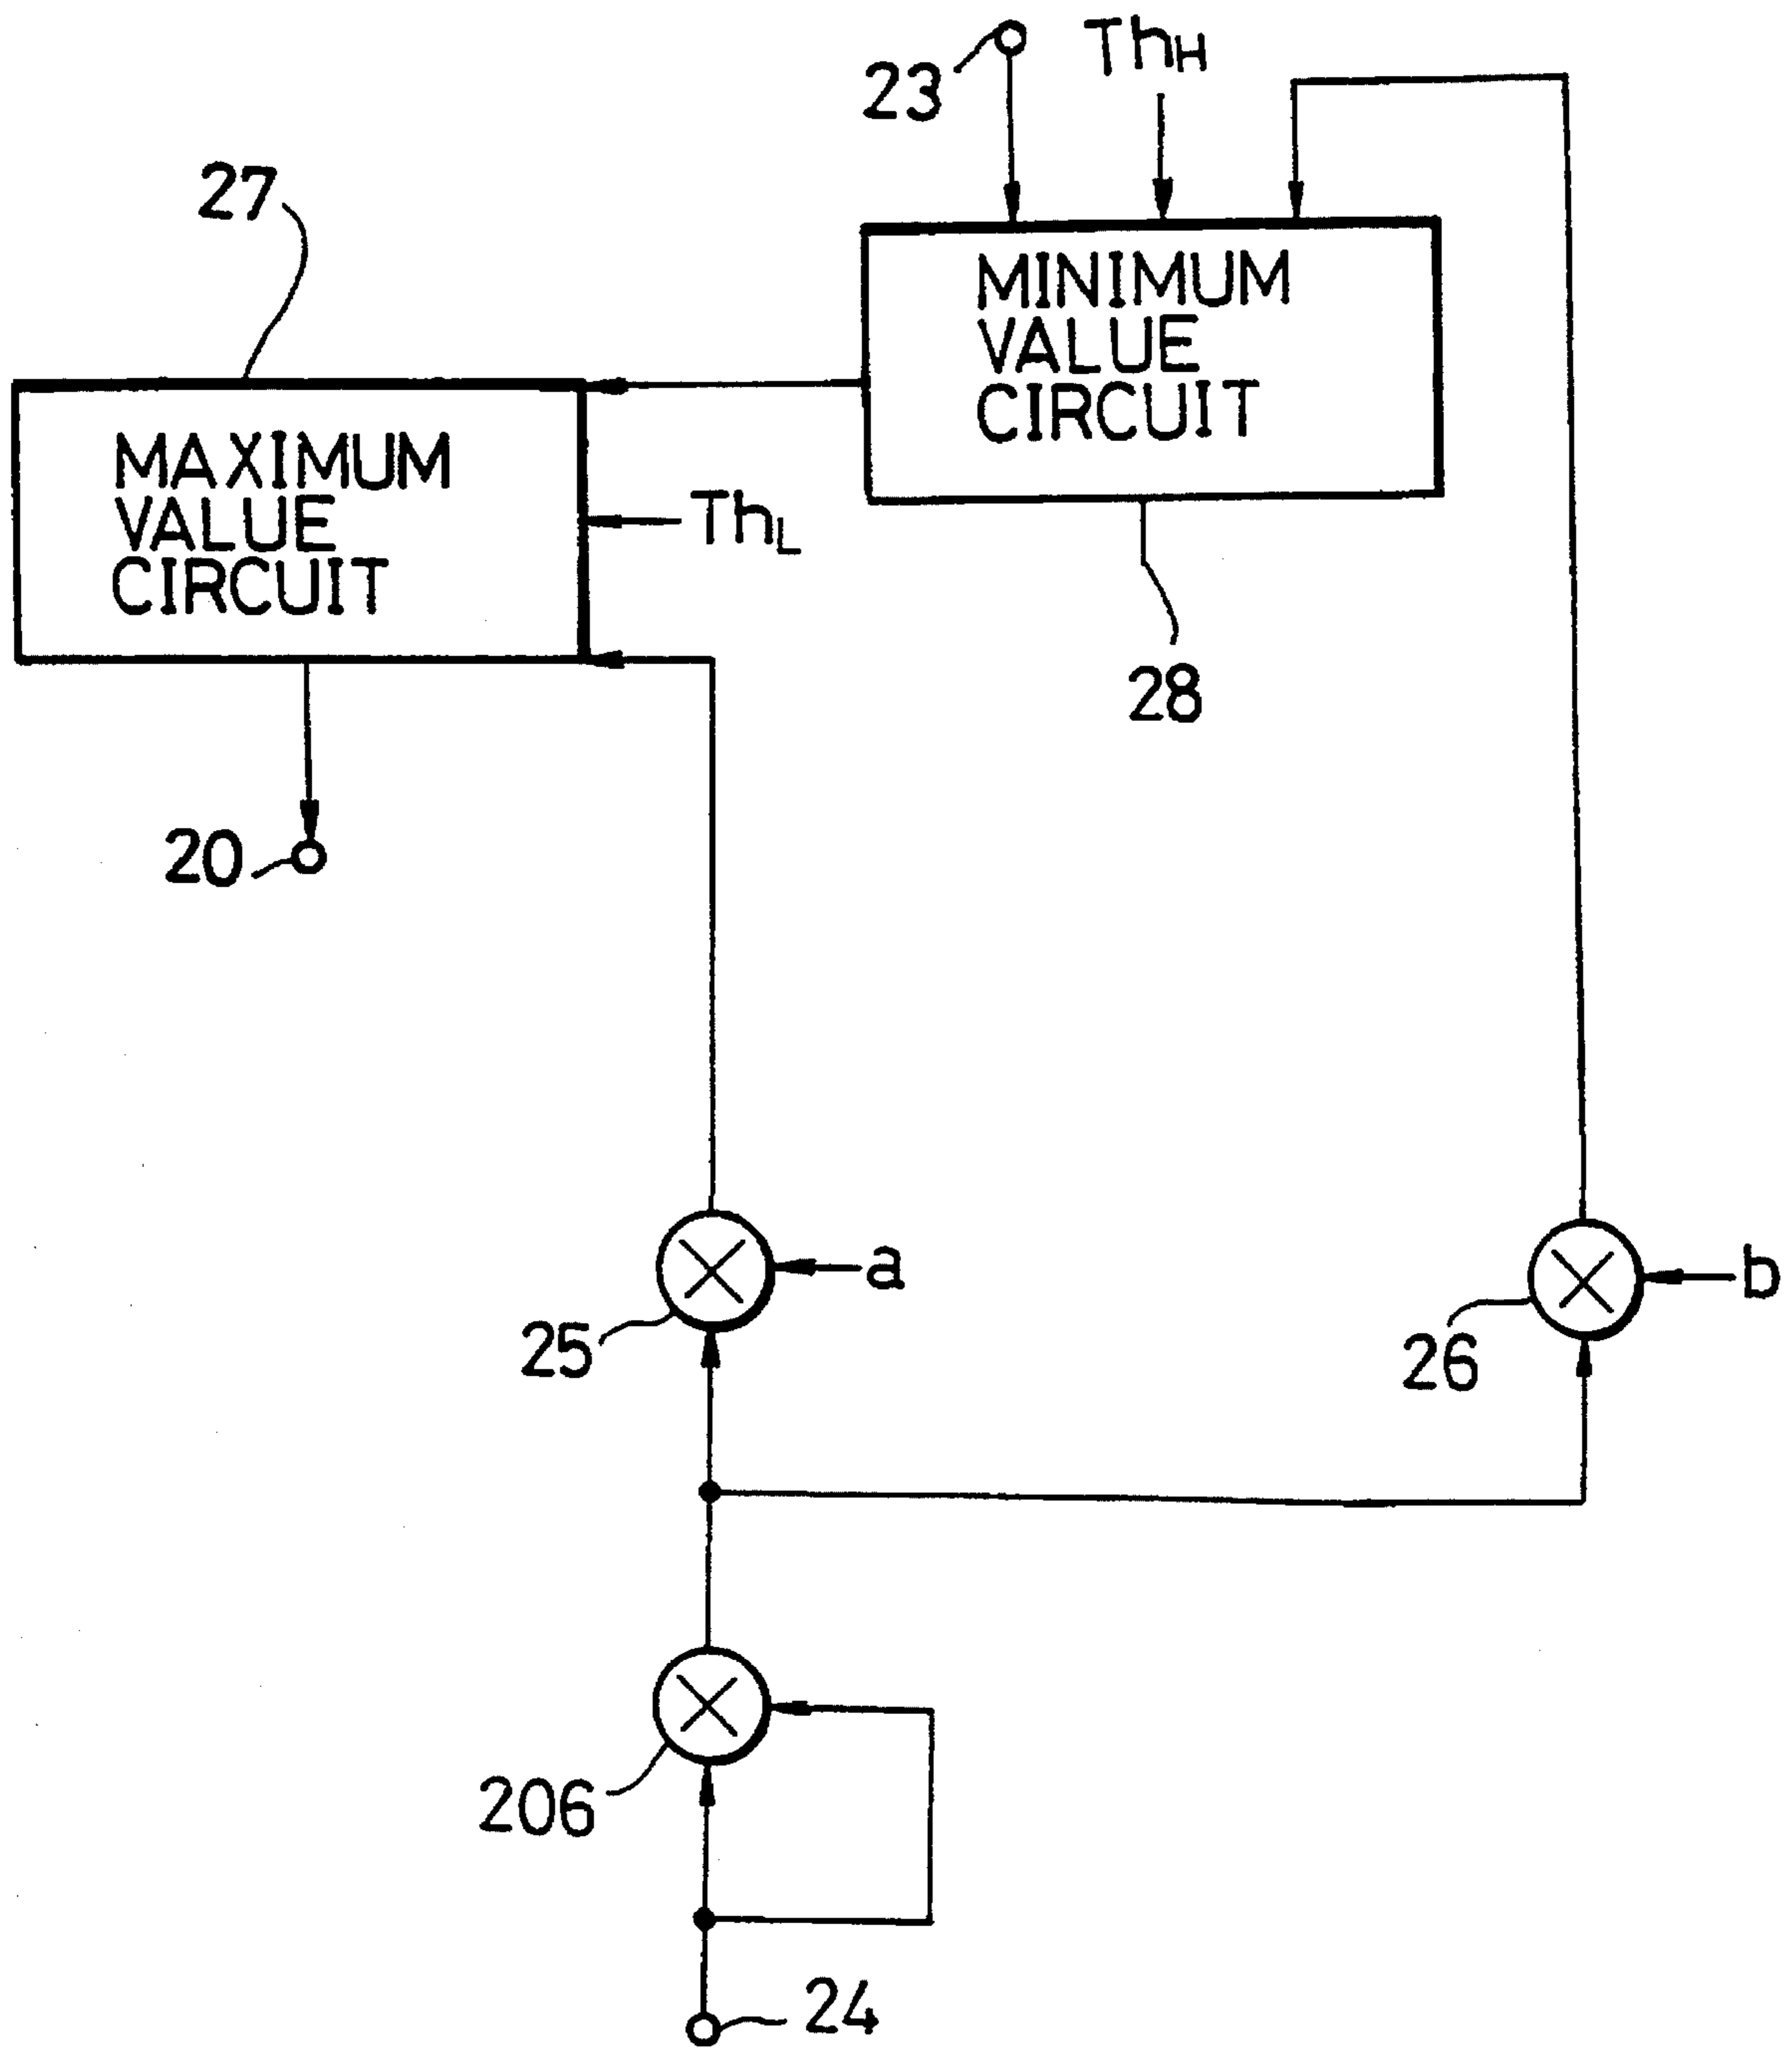 23
ThH
27
MINIMUM
VALUE
CIRCUIT
MAXIMUM
VALUE
CIRCUIT
ThL
28
20
a
b
25
26
206
24